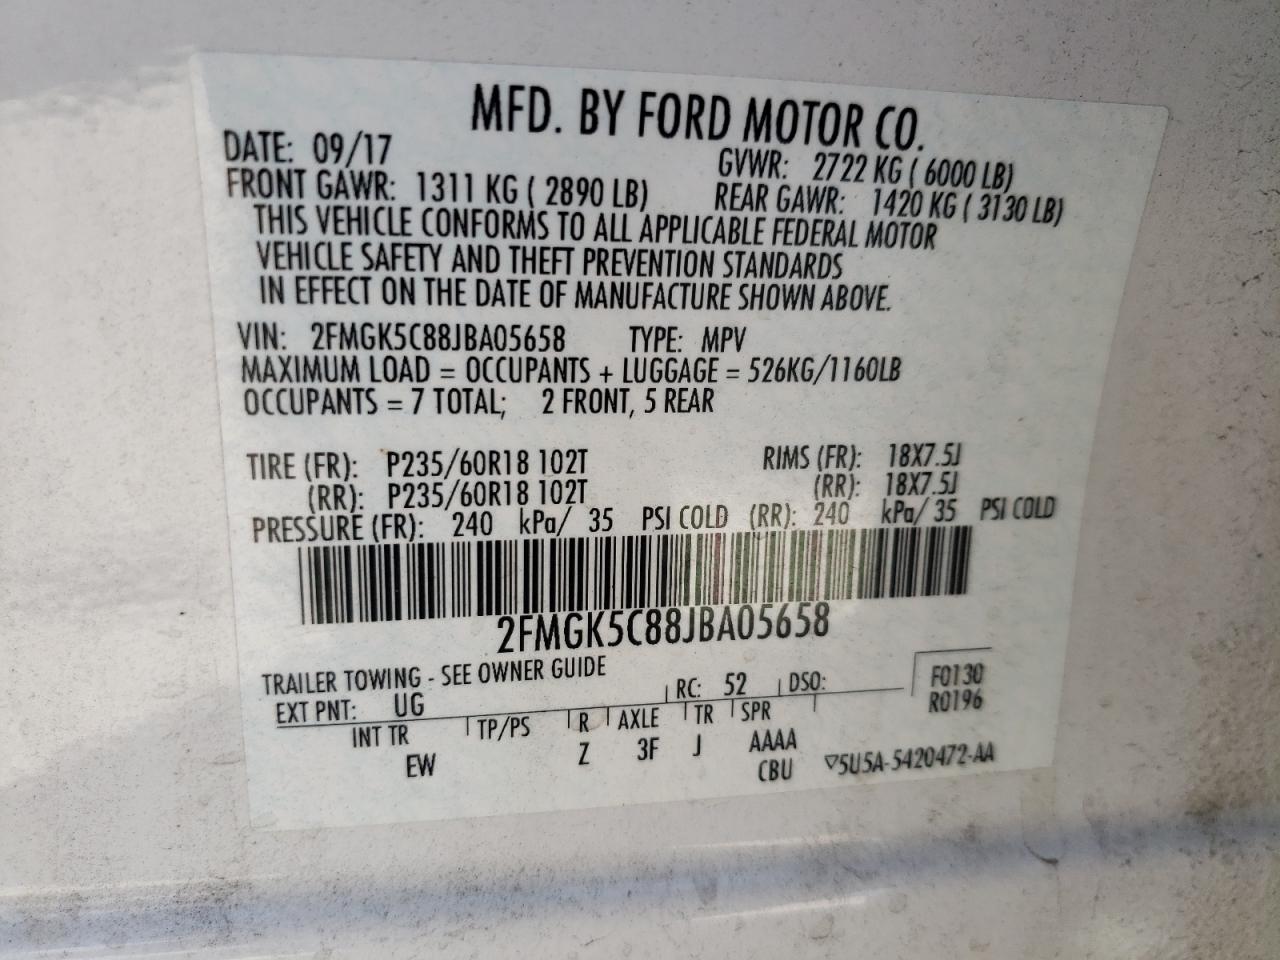 MFD. BY FORD MOTOR CO.
DATE: 09/17 GVWR: 2722 KG ( 6000 LB)
FRONT GAWR: 1311 KG ( 2890 LB) REAR GAWR: 1420 KG ( 3130 LB)
THIS VEHICLE CONFORMS TO ALL APPLICABLE FEDERAL MOTOR
VEHICLE SAFETY AND THEFT PREVENTION STANDARDS
IN EFFECT ON THE DATE OF MANUFACTURE SHOWN ABOVE.
VIN: 2FMGK5C88JBA05658 TYPE: MPV
MAXIMUM LOAD = OCCUPANTS + LUGGAGE = 526KG/1160LB
OCCUPANTS = 7 TOTAL; 2 FRONT, 5 REAR
TIRE (FR): P235/60R18 102T RIMS (FR): 18X7.5J
(RR): P235/60R18 102T (RR): 18X7.5J
PRESSURE (FR): 240 kPa/ 35 PSI COLD (RR): 240 kPa/ 35 PSI COLD
2FMGK5C88JBA05658
TRAILER TOWING - SEE OWNER GUIDE
EXT PNT: UG RC: 52 DSO: F0130
R0196
INT TR TP/PS R AXLE TR SPR
EW Z 3F J AAAA
CBU ▽5U5A-5420472-AA